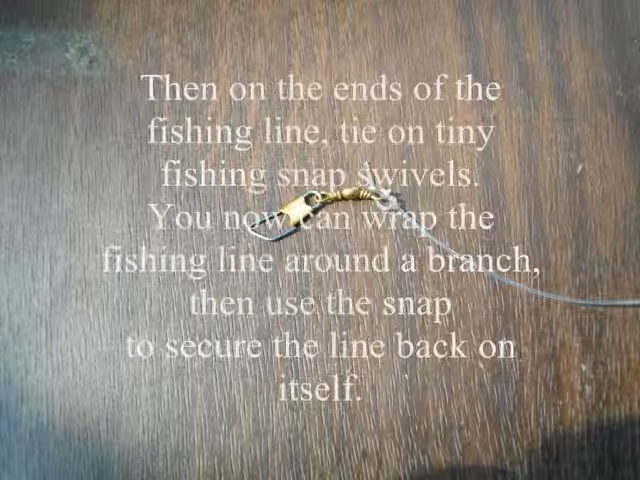 Then on the ends of the
fishing line, tie on tiny
fishing snap swivels.
You now can wrap the
fishing line around a branch,
then use the snap
to secure the line back on
itself.